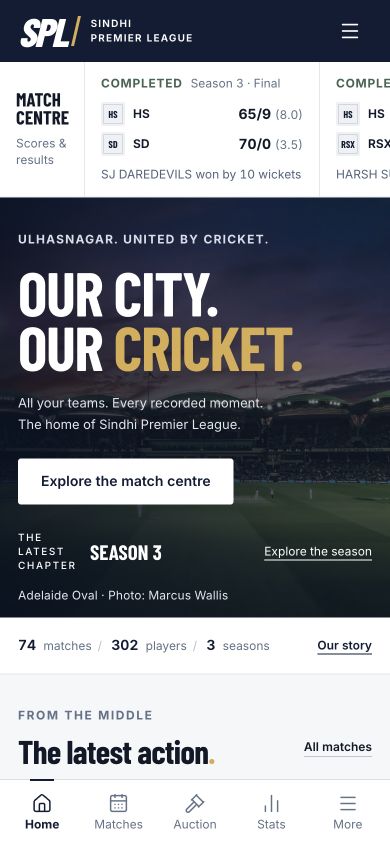 SPL/ SINDHI
PREMIER LEAGUE
MATCH
CENTRE
Scores &
results
COMPLETED Season 3 · Final
HS HS 65/9 (8.0)
SD SD 70/0 (3.5)
SJ DAREDEVILS won by 10 wickets
COMPLE
HS HS
RSX RSX
HARSH SU
ULHASNAGAR. UNITED BY CRICKET.
OUR CITY.
OUR CRICKET.
All your teams. Every recorded moment.
The home of Sindhi Premier League.
Explore the match centre
THE
LATEST
CHAPTER
SEASON 3
Explore the season
Adelaide Oval · Photo: Marcus Wallis
74 matches / 302 players / 3 seasons
Our story
FROM THE MIDDLE
The latest action.
All matches
Home Matches Auction Stats More